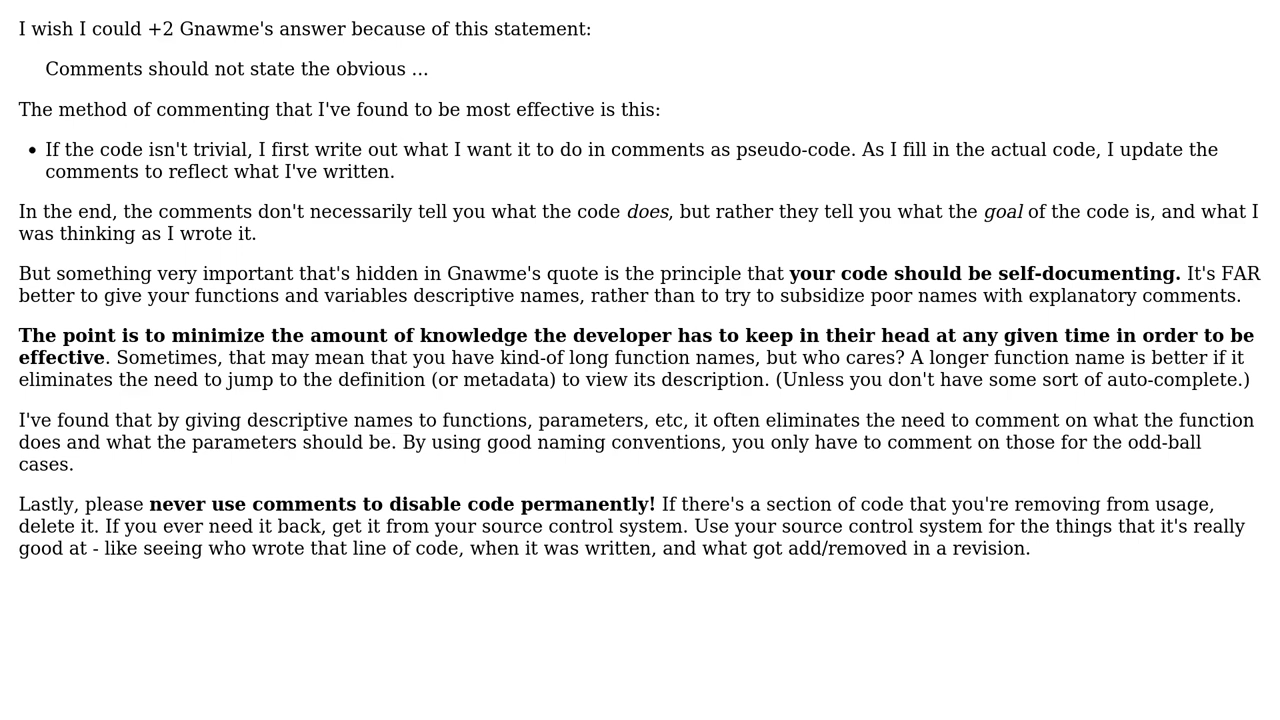 I wish I could +2 Gnawme's answer because of this statement:
Comments should not state the obvious ...
The method of commenting that I've found to be most effective is this:
• If the code isn't trivial, I first write out what I want it to do in comments as pseudo-code. As I fill in the actual code, I update the
comments to reflect what I've written.
In the end, the comments don't necessarily tell you what the code does, but rather they tell you what the goal of the code is, and what I
was thinking as I wrote it.
But something very important that's hidden in Gnawme's quote is the principle that your code should be self-documenting. It's FAR
better to give your functions and variables descriptive names, rather than to try to subsidize poor names with explanatory comments.
The point is to minimize the amount of knowledge the developer has to keep in their head at any given time in order to be
effective. Sometimes, that may mean that you have kind-of long function names, but who cares? A longer function name is better if it
eliminates the need to jump to the definition (or metadata) to view its description. (Unless you don't have some sort of auto-complete.)
I've found that by giving descriptive names to functions, parameters, etc, it often eliminates the need to comment on what the function
does and what the parameters should be. By using good naming conventions, you only have to comment on those for the odd-ball
cases.
Lastly, please never use comments to disable code permanently! If there's a section of code that you're removing from usage,
delete it. If you ever need it back, get it from your source control system. Use your source control system for the things that it's really
good at - like seeing who wrote that line of code, when it was written, and what got add/removed in a revision.